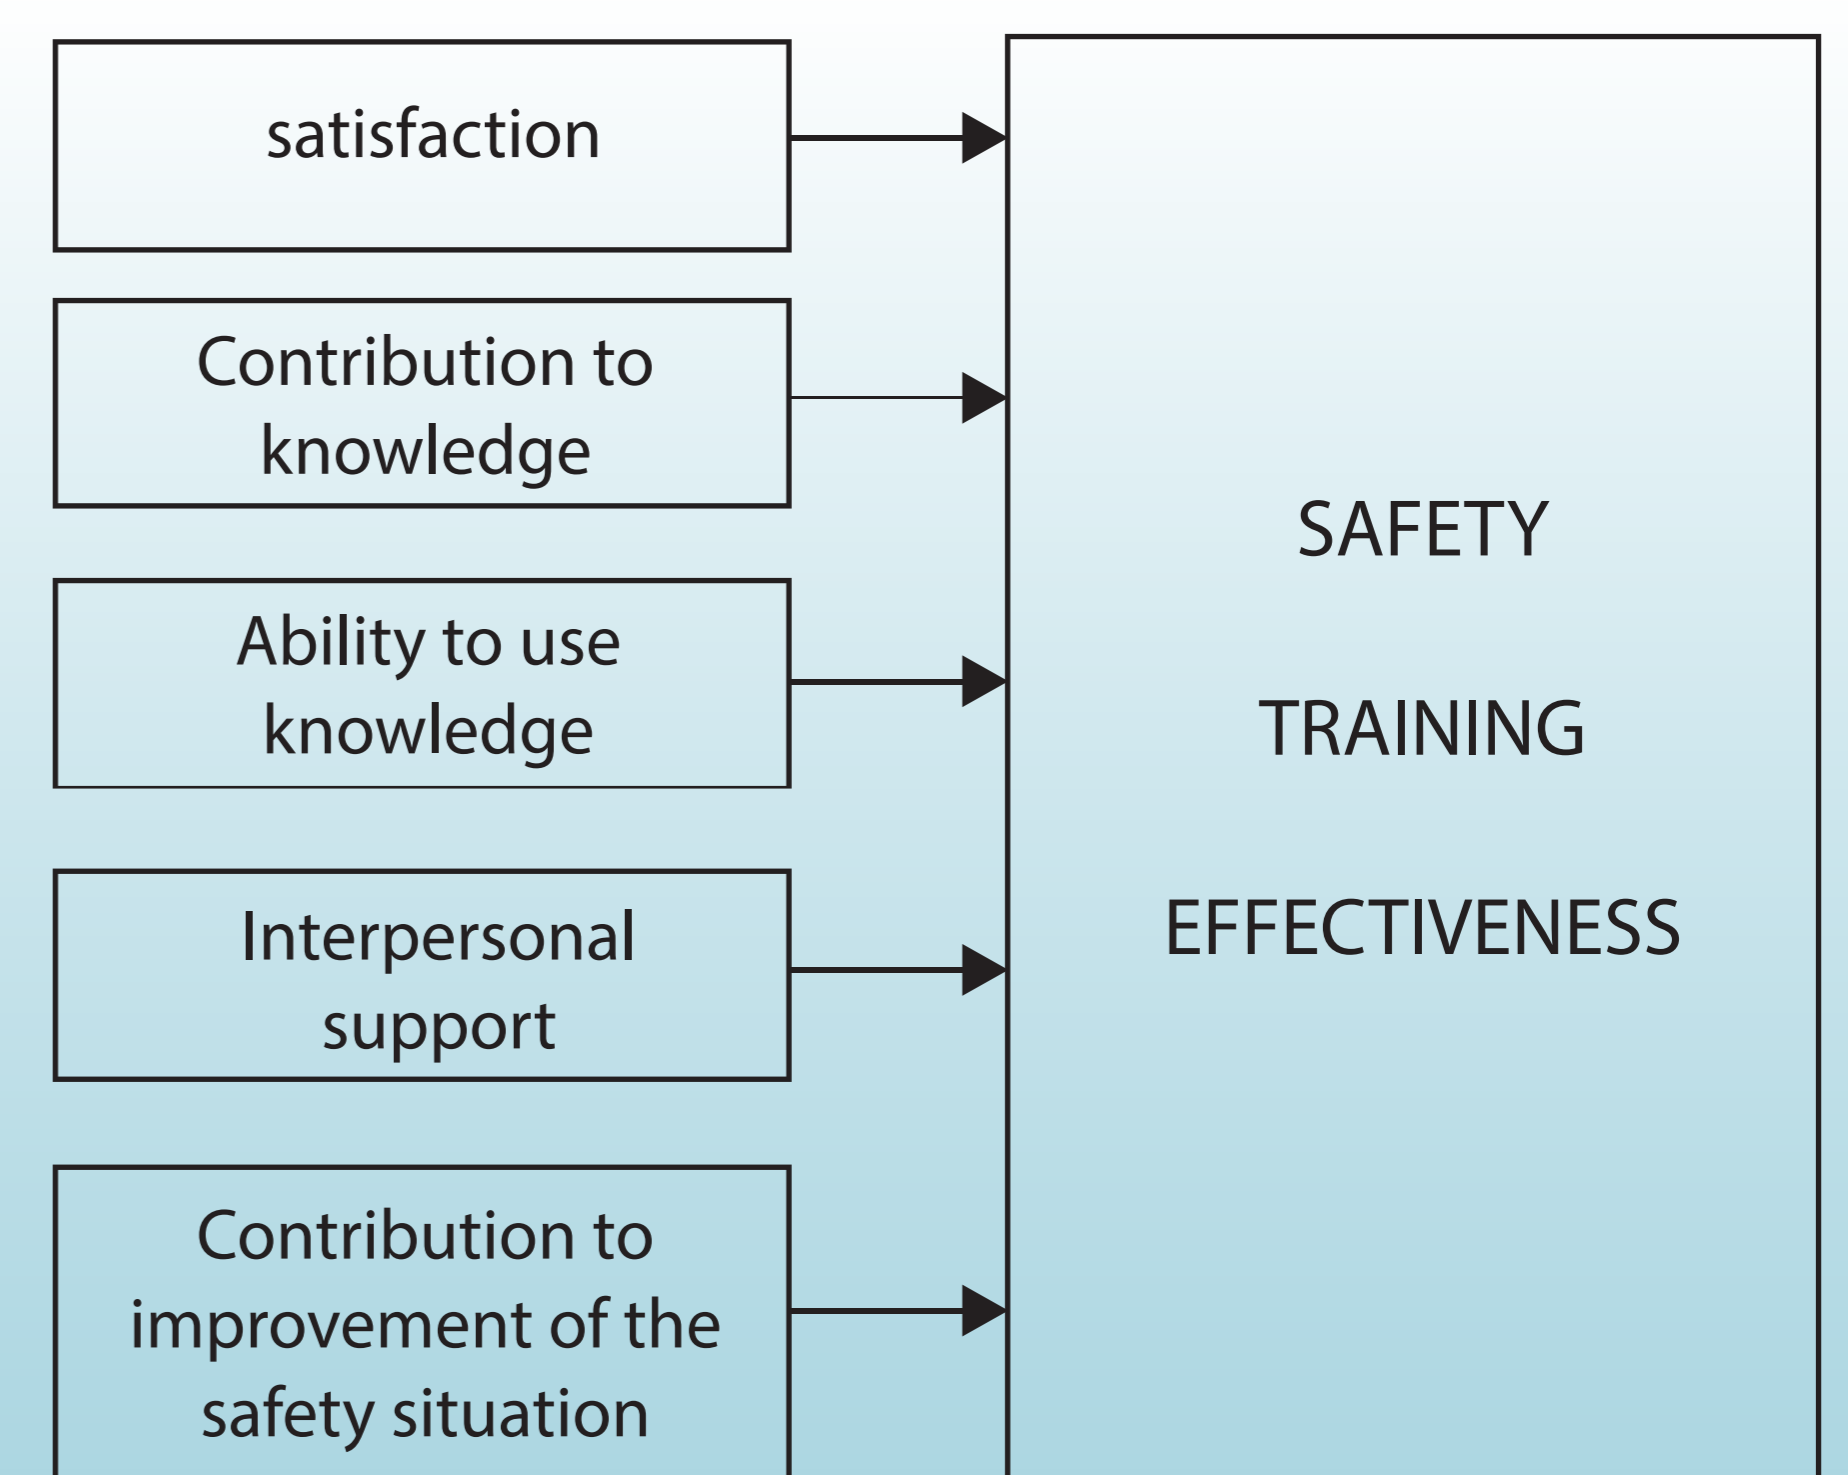 satisfaction
Contribution to
knowledge
Ability to use
knowledge
Interpersonal
support
Contribution to
improvement of the
safety situation
SAFETY
TRAINING
EFFECTIVENESS